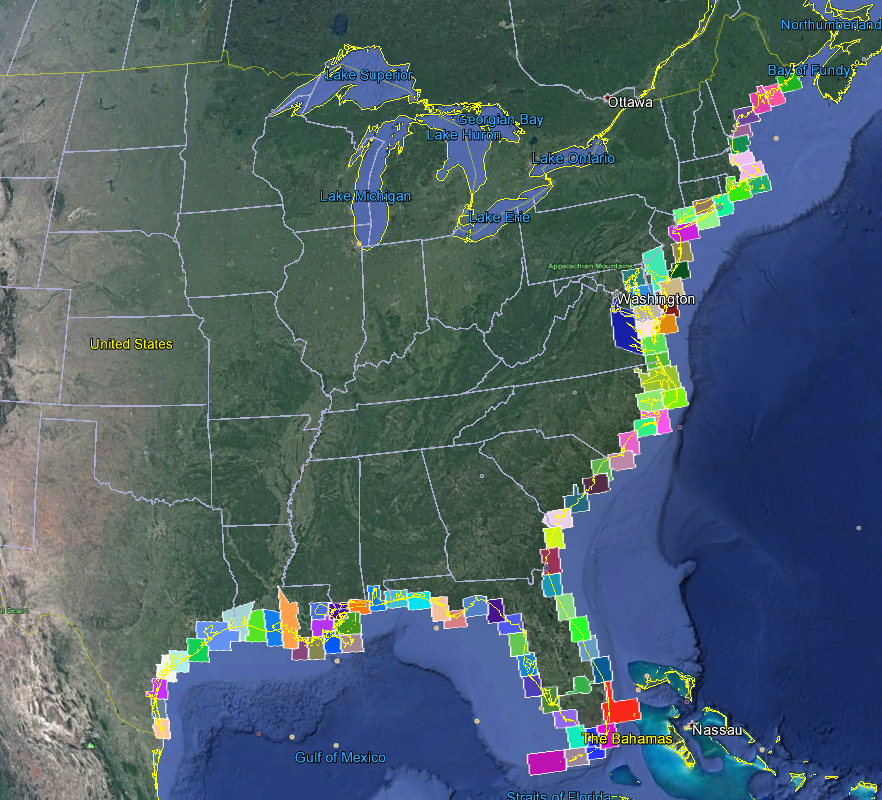 Northumberland
Bay of Fundy
Lake Superior
Ottawa
Georgian Bay
Lake Huron
Lake Ontario
Lake Michigan
Lake Erie
Appalachian Mountains
Washington
United States
Nassau
The Bahamas
Gulf of Mexico
Straits of Florida